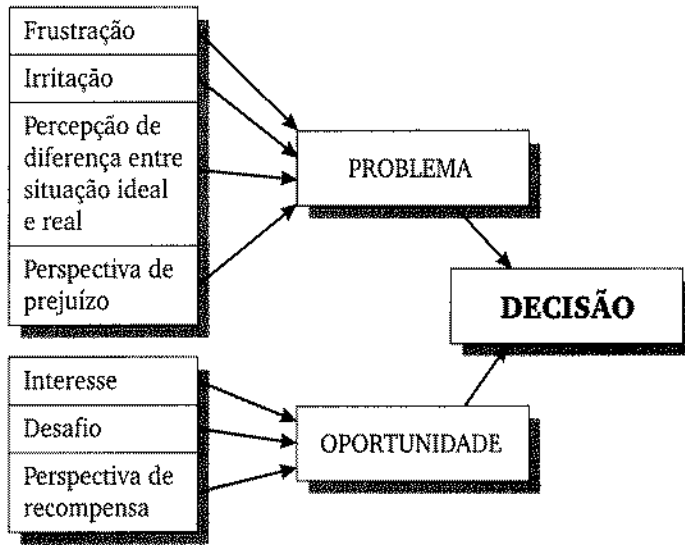 Frustração
Irritação
Percepção de
diferença entre
situação ideal
e real
Perspectiva de
prejuízo
PROBLEMA
DECISÃO
Interesse
Desafio
Perspectiva de
recompensa
OPORTUNIDADE